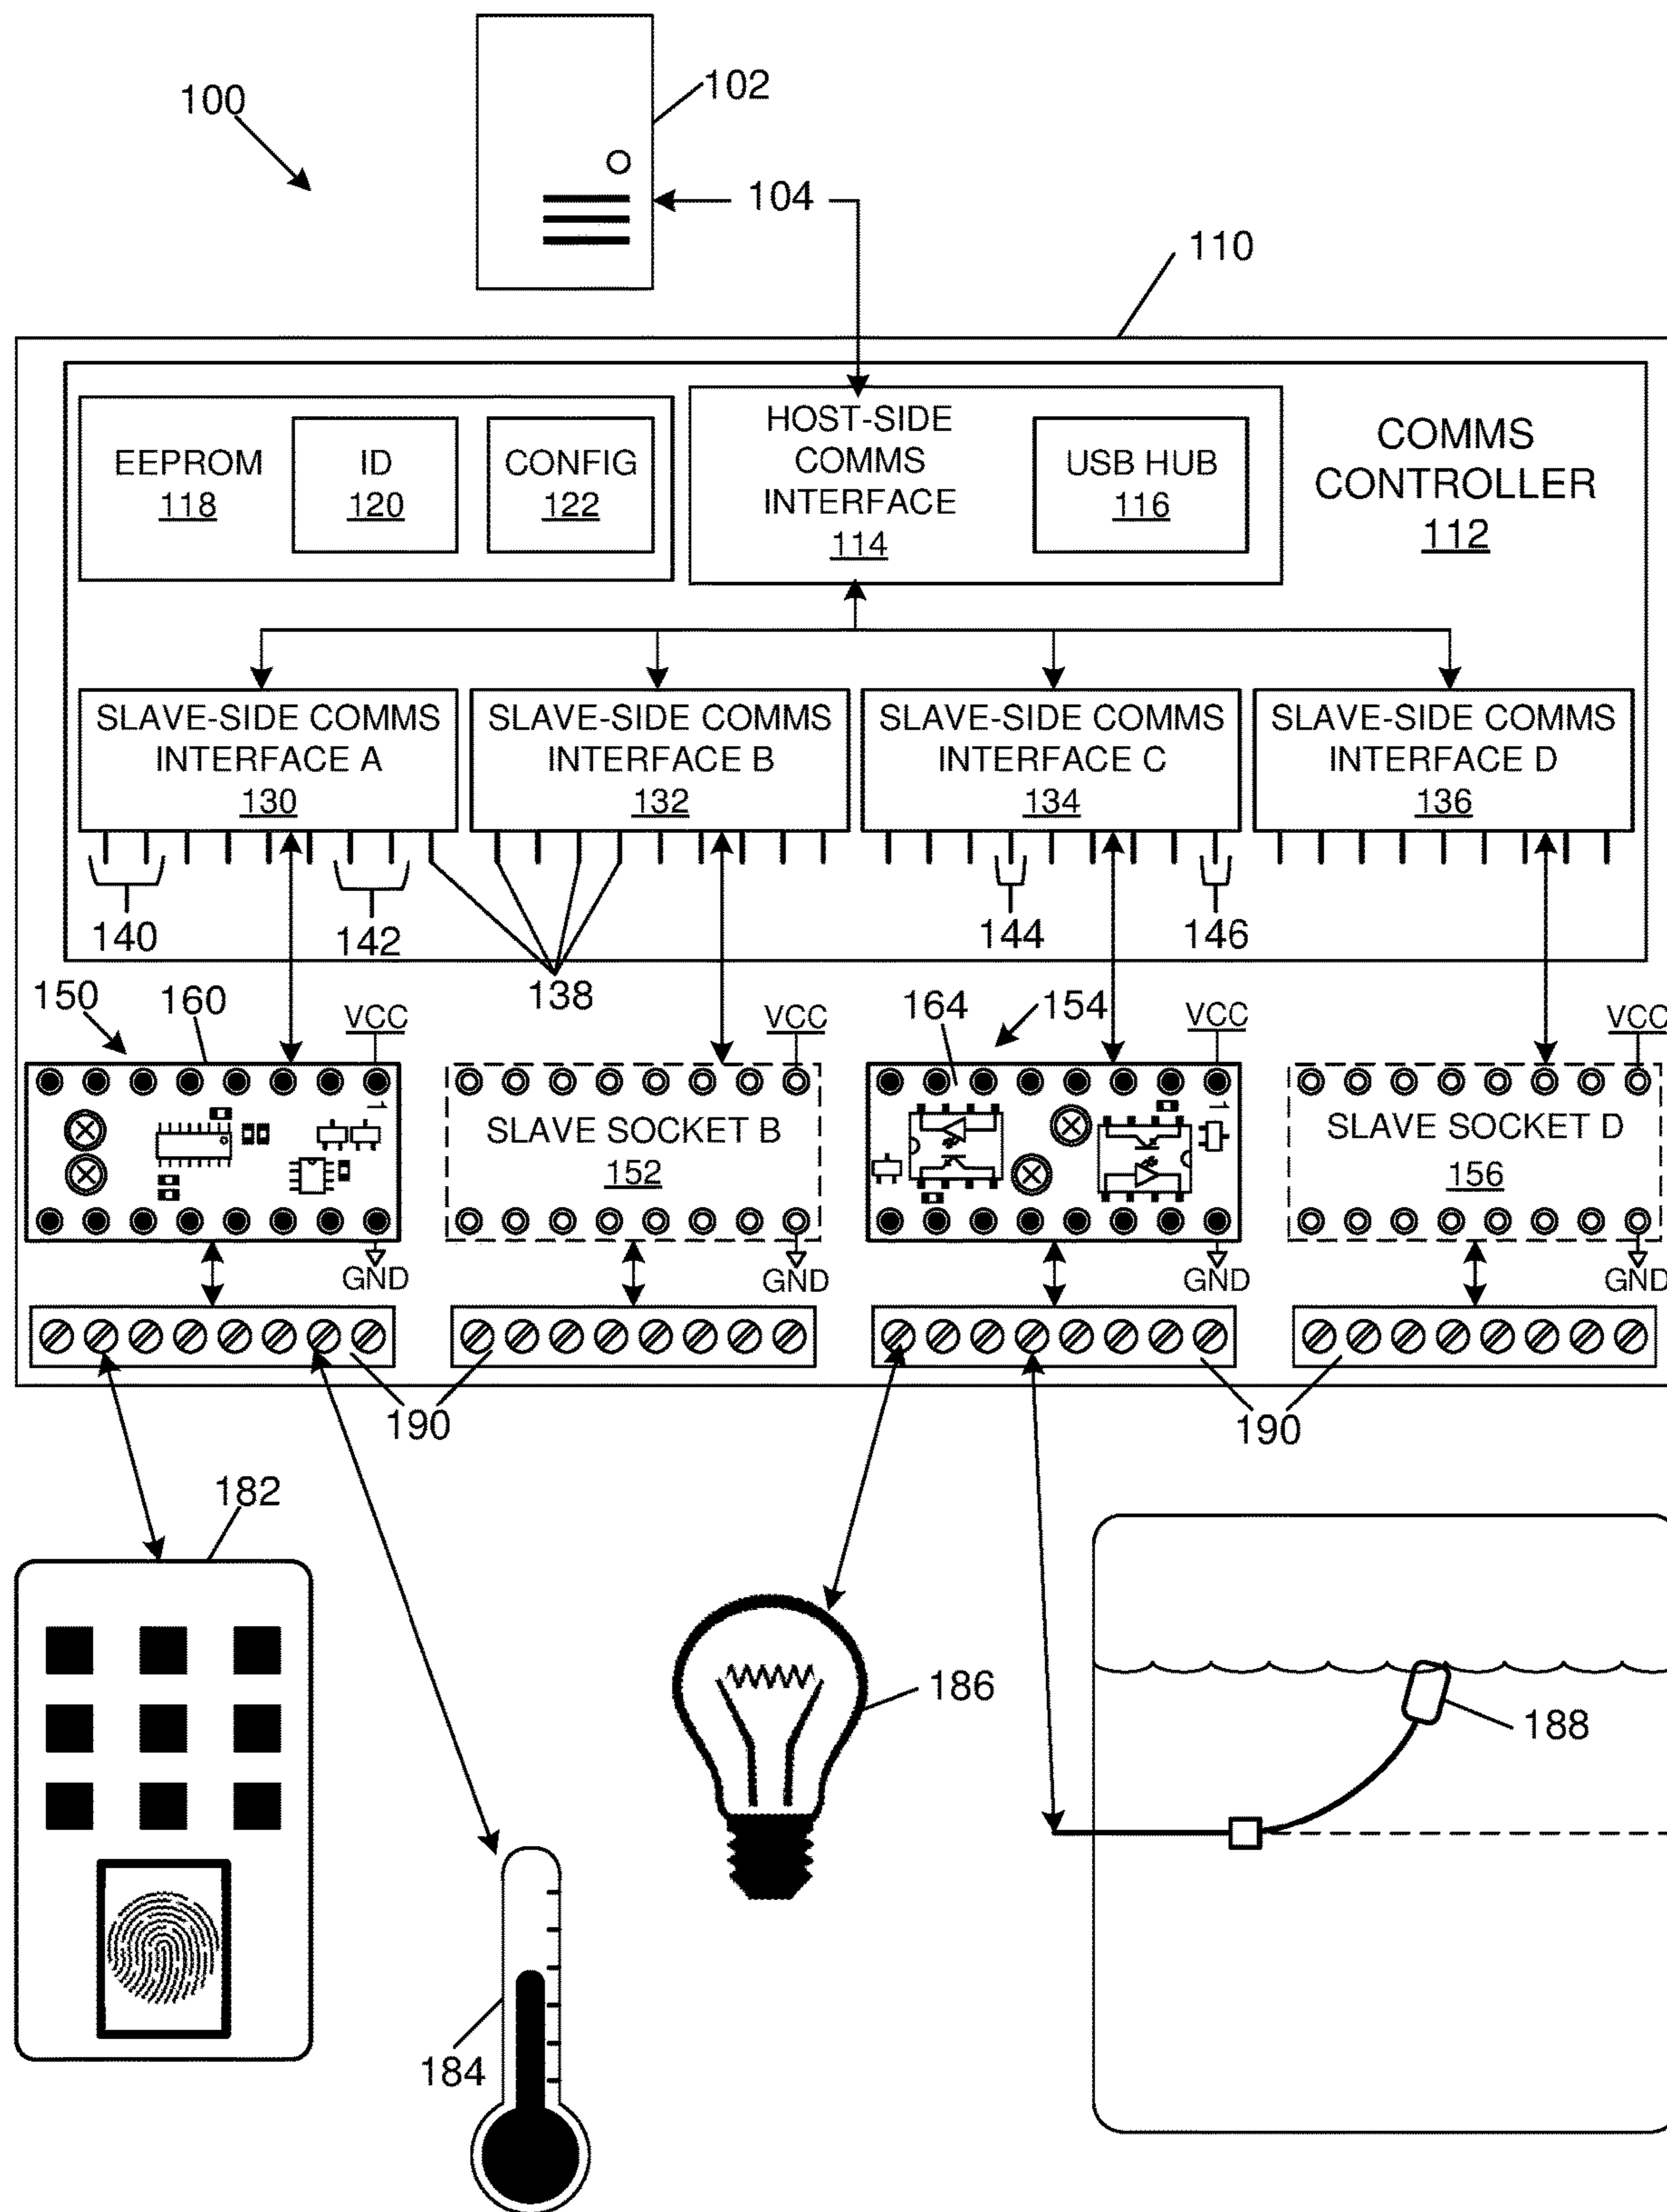 100
102
104
110
EEPROM
118
ID
120
CONFIG
122
HOST-SIDE
COMMS
INTERFACE
114
USB HUB
116
COMMS
CONTROLLER
112
SLAVE-SIDE COMMS
INTERFACE A
130
SLAVE-SIDE COMMS
INTERFACE B
132
SLAVE-SIDE COMMS
INTERFACE C
134
SLAVE-SIDE COMMS
INTERFACE D
136
140
142
138
144
146
150
160
VCC
VCC
164
154
VCC
VCC
1
SLAVE SOCKET B
152
1
SLAVE SOCKET D
156
GND
GND
GND
GND
190
190
182
186
188
184